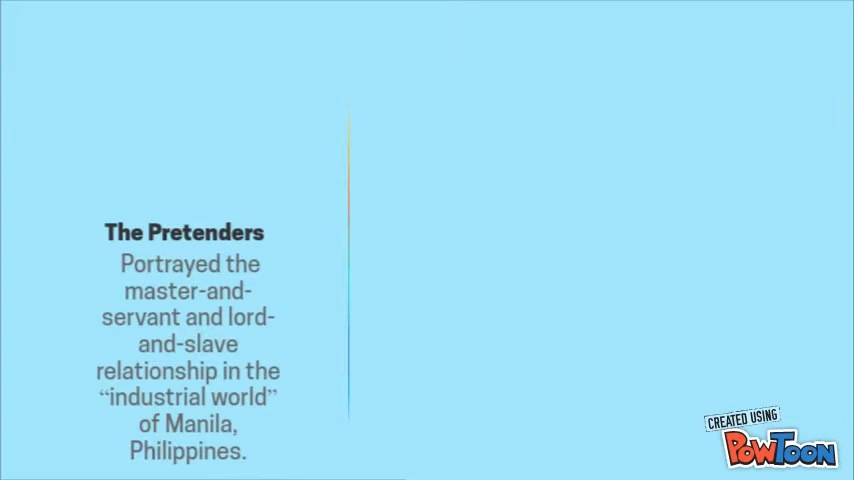 The Pretenders
Portrayed the
master-and-
servant and lord-
and-slave
relationship in the
“industrial world”
of Manila,
Philippines.
CREATED USING
POWTOON